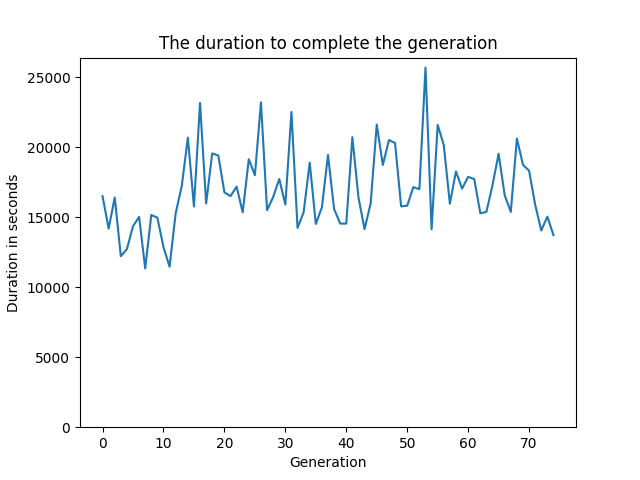 The duration to complete the generation
25000
20000
15000
10000
5000
0
Duration in seconds
0 10 20 30 40 50 60 70
Generation